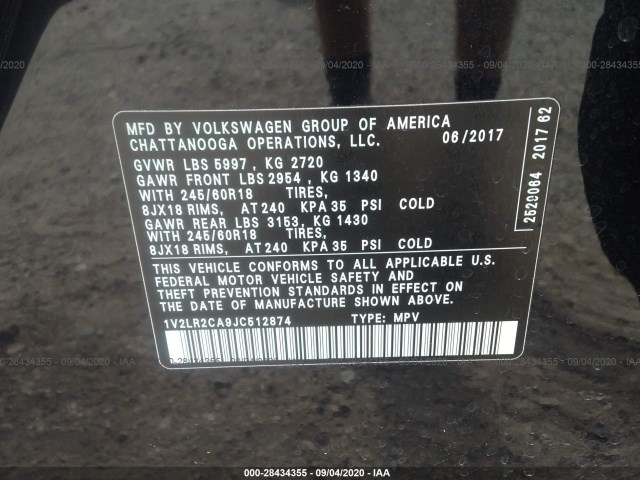 MFD BY VOLKSWAGEN GROUP OF AMERICA
CHATTANOOGA OPERATIONS, LLC. 06/2017
GVWR LBS 5997, KG 2720
GAWR FRONT LBS 2954, KG 1340
WITH 245/60R18 TIRES,
8JX18 RIMS, AT 240 KPA 35 PSI COLD
GAWR REAR LBS 3153, KG 1430
WITH 245/60R18 TIRES,
8JX18 RIMS, AT 240 KPA 35 PSI COLD
THIS VEHICLE CONFORMS TO ALL APPLICABLE U.S.
FEDERAL MOTOR VEHICLE SAFETY AND
THEFT PREVENTION STANDARDS IN EFFECT ON
THE DATE OF MANUFACTURE SHOWN ABOVE.
1V2LR2CA9JC512874 TYPE: MPV
2529064 2017 62
000-28434355 - 09/04/2020 - IAA